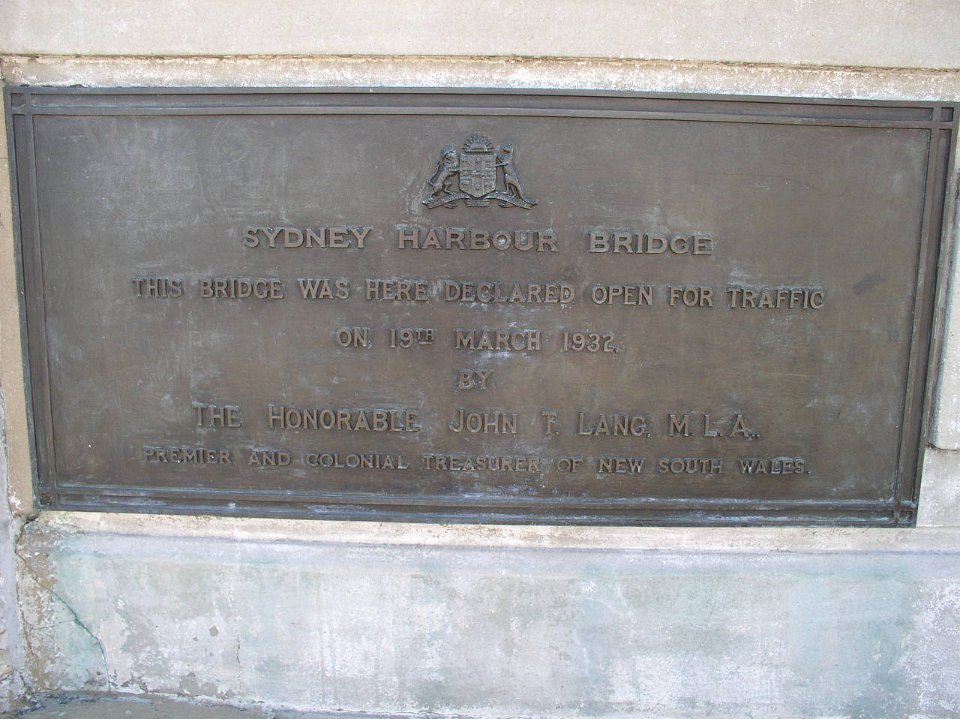 SYDNEY HARBOUR BRIDGE
THIS BRIDGE WAS HERE DECLARED OPEN FOR TRAFFIC
ON 19TH MARCH 1932.
BY
THE HONORABLE JOHN T. LANG, M.L.A.,
PREMIER AND COLONIAL TREASURER OF NEW SOUTH WALES.